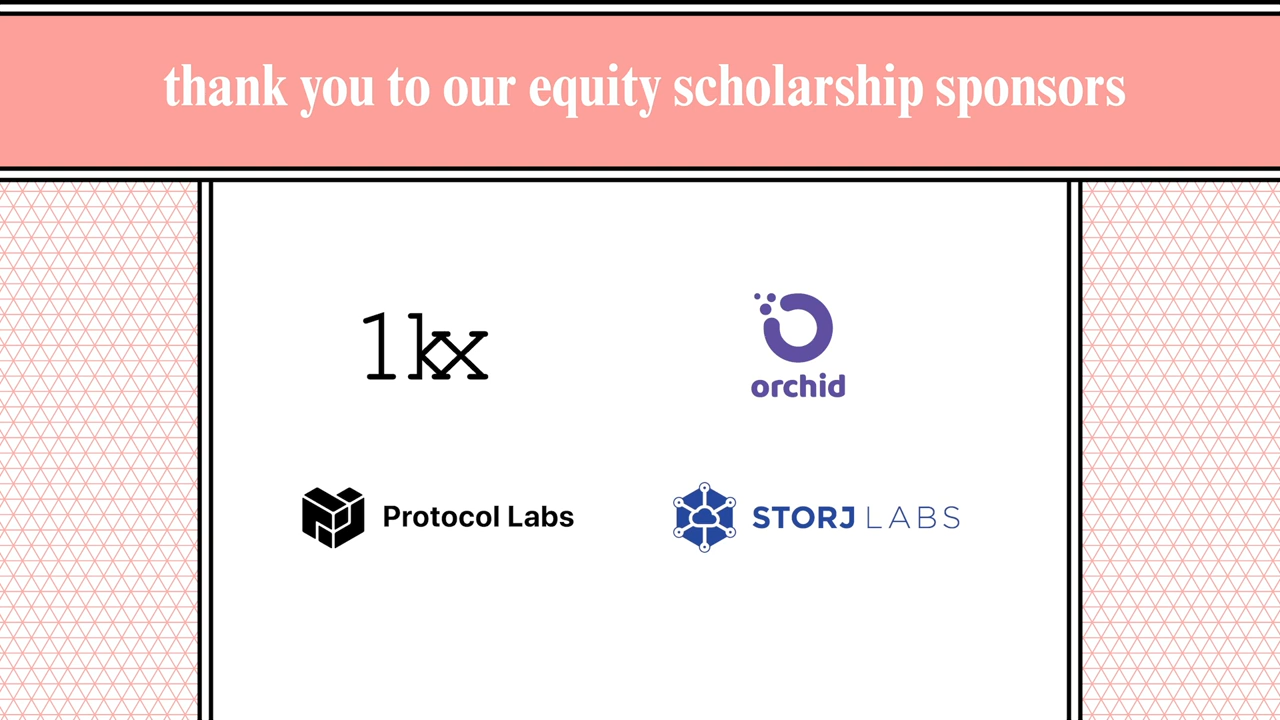 thank you to our equity scholarship sponsors
1kx
orchid
Protocol Labs
STORJ LABS